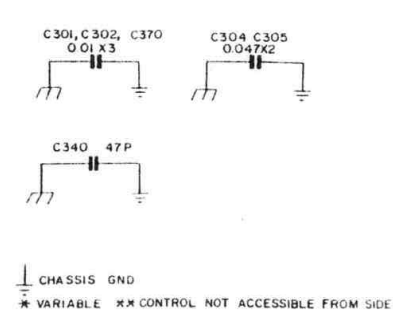 C301, C302, C370
0.01 X3
C304 C305
0.047X2
C340 47P
CHASSIS GND
* VARIABLE ** CONTROL NOT ACCESSIBLE FROM SIDE